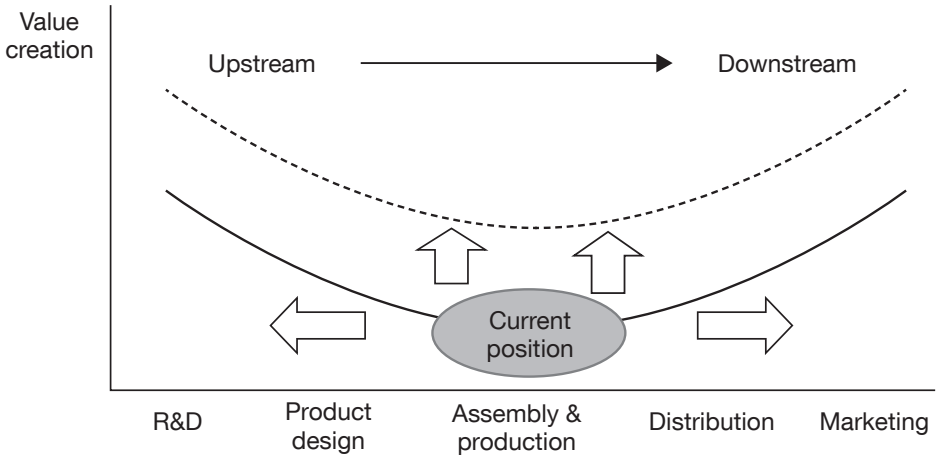 Value
creation
Upstream
Downstream
Current
position
R&D
Product
design
Assembly &
production
Distribution
Marketing